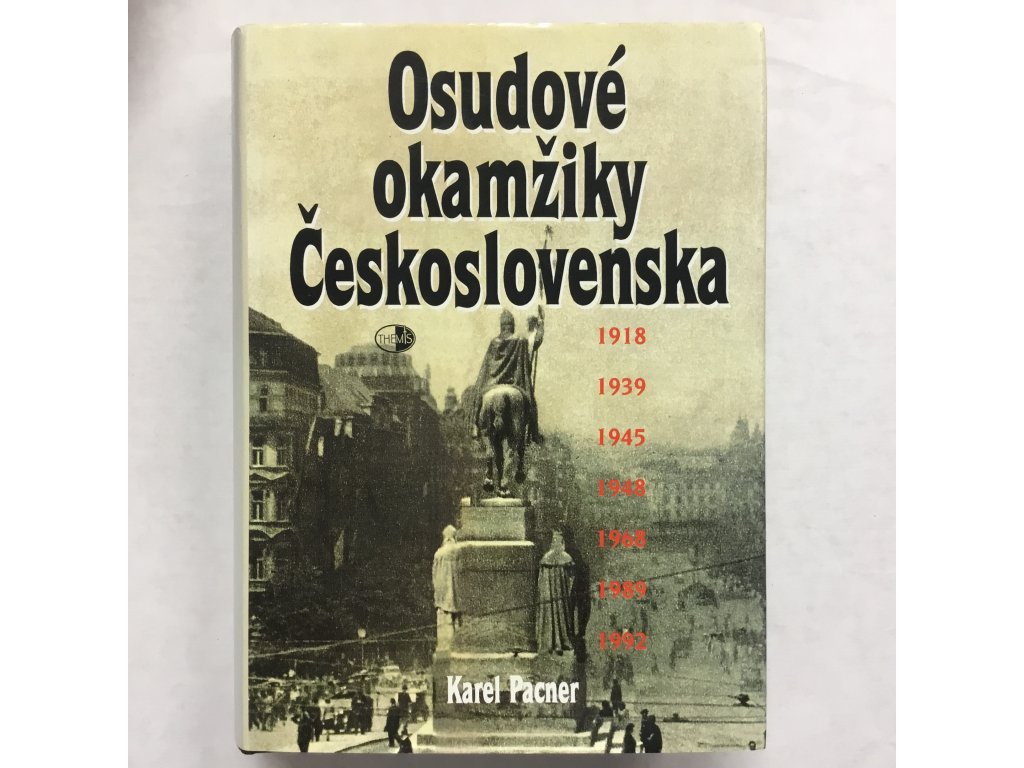 Osudové
okamžiky
Československa
THEMIS
1918
1939
1945
1948
1968
1989
1992
Karel Pacner